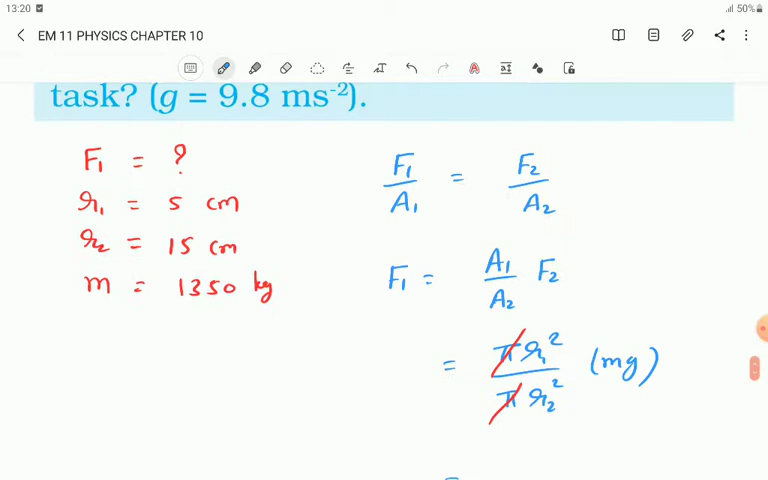 13:20 50%
EM 11 PHYSICS CHAPTER 10
task? (g = 9.8 ms⁻²).
F₁ = ?
r₁ = 5 cm
r₂ = 15 cm
m = 1350 kg
F₁/A₁ = F₂/A₂
F₁ = A₁/A₂ F₂
= πr₁²/πr₂² (mg)